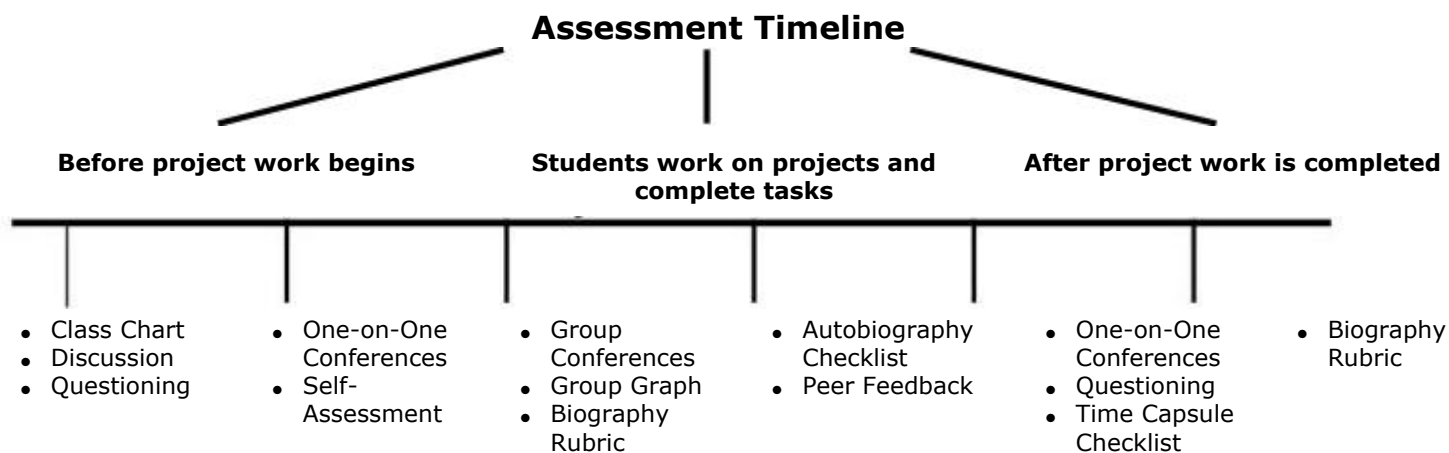 Assessment Timeline
Before project work begins
Students work on projects and
complete tasks
After project work is completed
• Class Chart
• Discussion
• Questioning
• One-on-One
Conferences
• Self-
Assessment
• Group
Conferences
• Group Graph
• Biography
Rubric
• Autobiography
Checklist
• Peer Feedback
• One-on-One
Conferences
• Questioning
• Time Capsule
Checklist
• Biography
Rubric